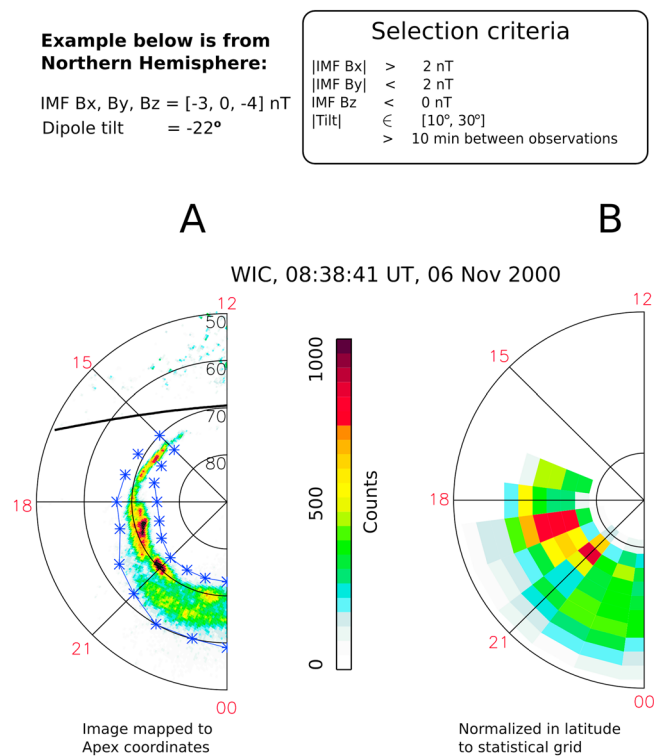 Example below is from
Northern Hemisphere:
IMF Bx, By, Bz = [-3, 0, -4] nT
Dipole tilt = -22°
Selection criteria
|IMF Bx| > 2 nT
|IMF By| < 2 nT
IMF Bz < 0 nT
|Tilt| ∈ [10°, 30°]
> 10 min between observations
A
B
WIC, 08:38:41 UT, 06 Nov 2000
12
50
60
70
80
15
18
21
00
1000
500
0
Counts
12
15
18
21
00
Image mapped to
Apex coordinates
Normalized in latitude
to statistical grid